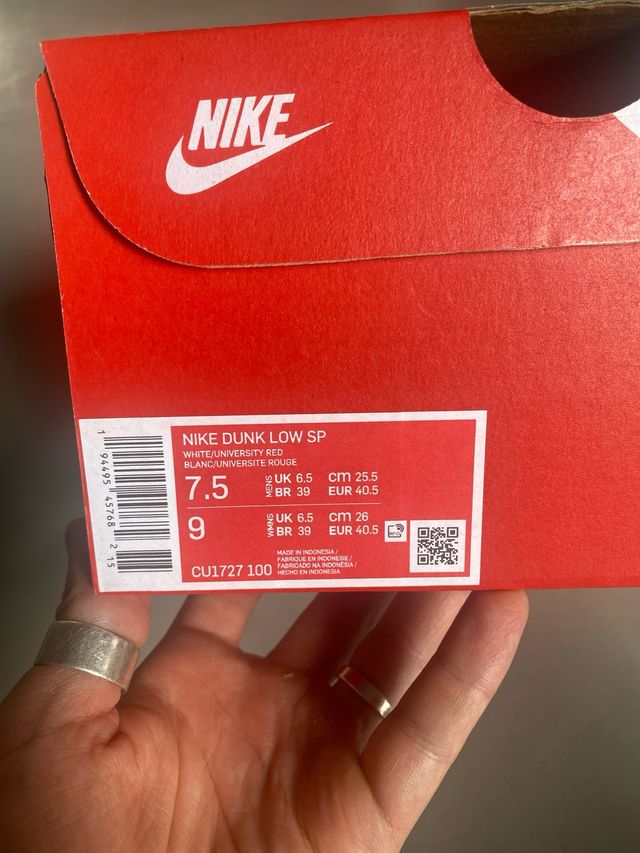 NIKE
NIKE DUNK LOW SP
WHITE/UNIVERSITY RED
BLANC/UNIVERSITE ROUGE
7.5 MENS UK 6.5 CM 25.5
BR 39 EUR 40.5
9 WMNS UK 6.5 CM 26
BR 39 EUR 40.5
CU1727 100
MADE IN INDONESIA /
FABRIQUE EN INDONESIE /
FABRICADO NA INDONÉSIA /
HECHO EN INDONESIA
1 94495 45768 2 15